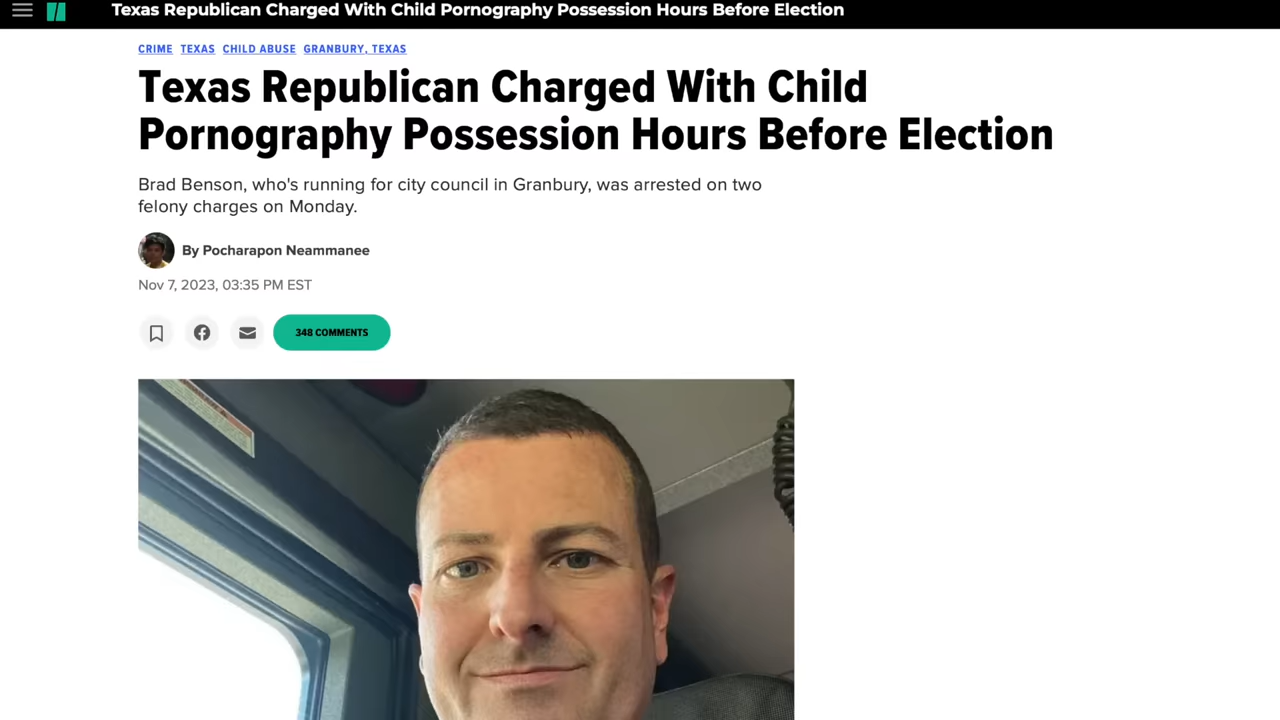 Texas Republican Charged With Child Pornography Possession Hours Before Election
CRIME TEXAS CHILD ABUSE GRANBURY, TEXAS
Texas Republican Charged With Child
Pornography Possession Hours Before Election
Brad Benson, who's running for city council in Granbury, was arrested on two
felony charges on Monday.
By Pocharapon Neammanee
Nov 7, 2023, 03:35 PM EST
348 COMMENTS